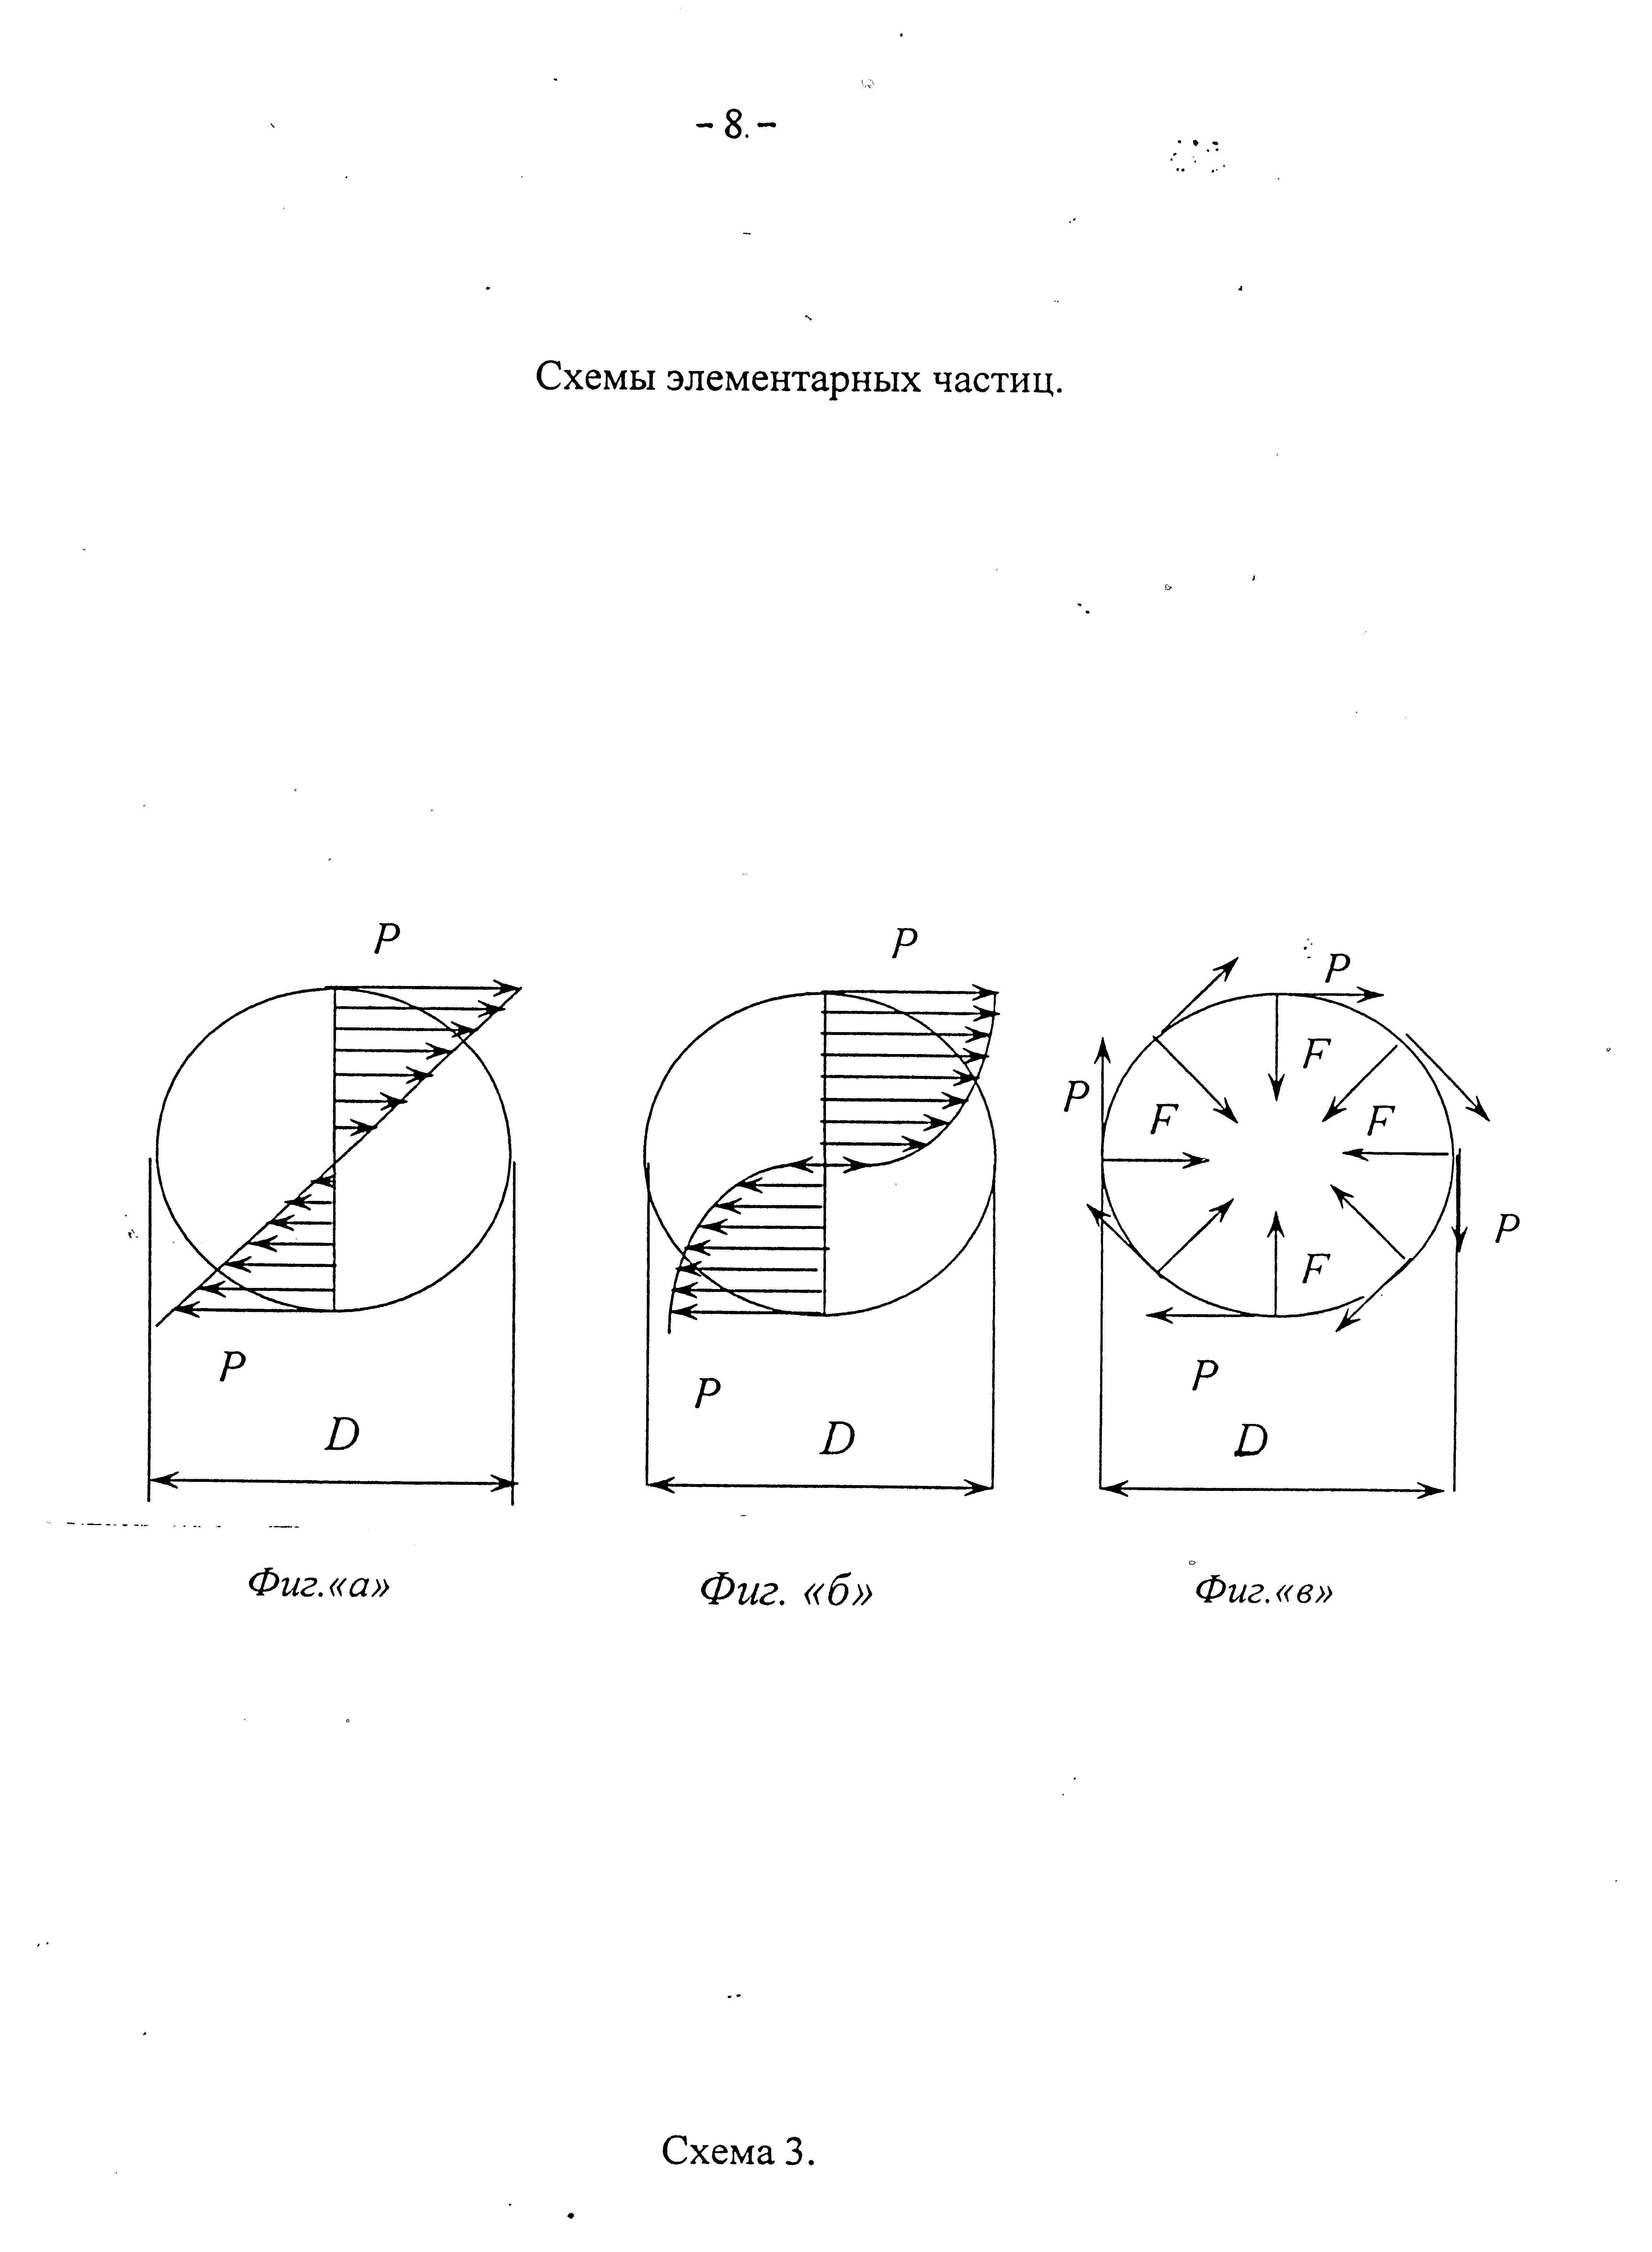 - 8. -
Схемы элементарных частиц.
P
P
P
P
F
P
F
F
P
F
P
P
P
D
D
D
Фиг.«а»
Фиг. «б»
Фиг.«в»
Схема 3.